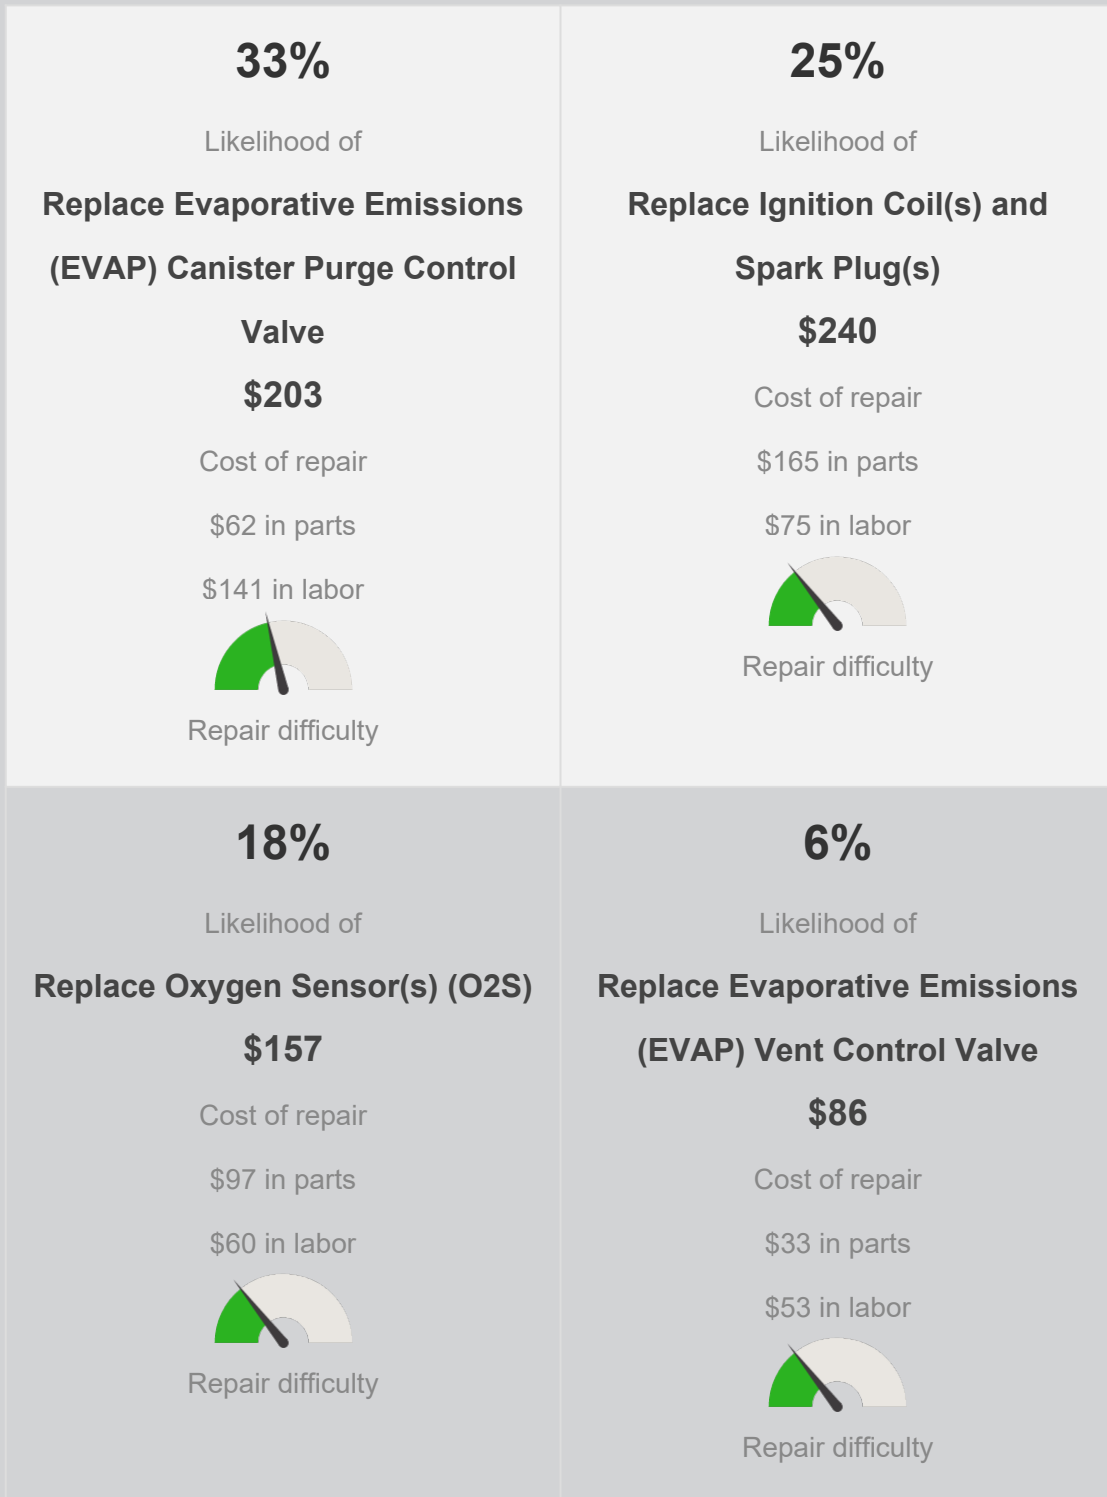 33%
Likelihood of
Replace Evaporative Emissions
(EVAP) Canister Purge Control
Valve
$203
Cost of repair
$62 in parts
$141 in labor
Repair difficulty
25%
Likelihood of
Replace Ignition Coil(s) and
Spark Plug(s)
$240
Cost of repair
$165 in parts
$75 in labor
Repair difficulty
18%
Likelihood of
Replace Oxygen Sensor(s) (O2S)
$157
Cost of repair
$97 in parts
$60 in labor
Repair difficulty
6%
Likelihood of
Replace Evaporative Emissions
(EVAP) Vent Control Valve
$86
Cost of repair
$33 in parts
$53 in labor
Repair difficulty